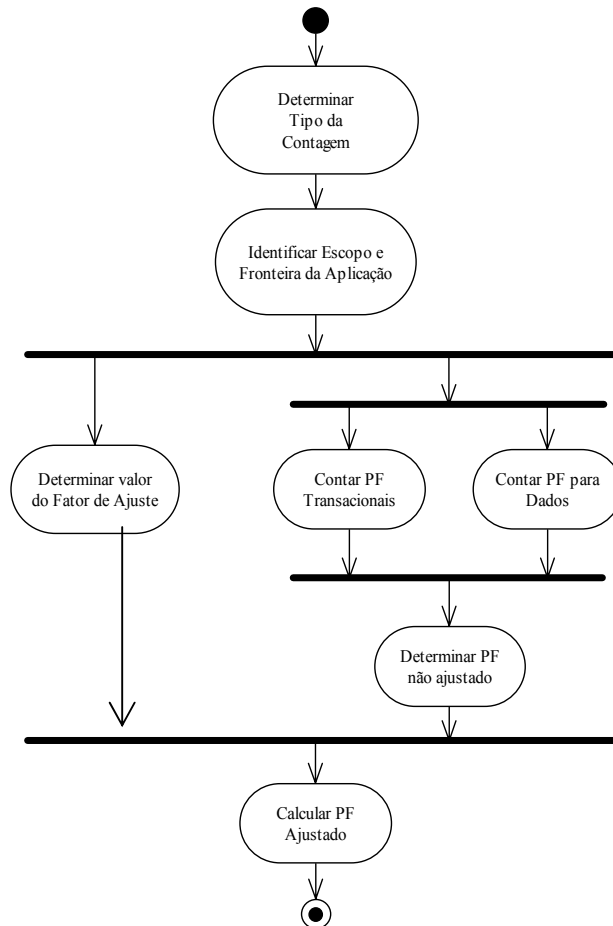 Determinar
Tipo da
Contagem
Identificar Escopo e
Fronteira da Aplicação
Determinar valor
do Fator de Ajuste
Contar PF
Transacionais
Contar PF para
Dados
Determinar PF
não ajustado
Calcular PF
Ajustado